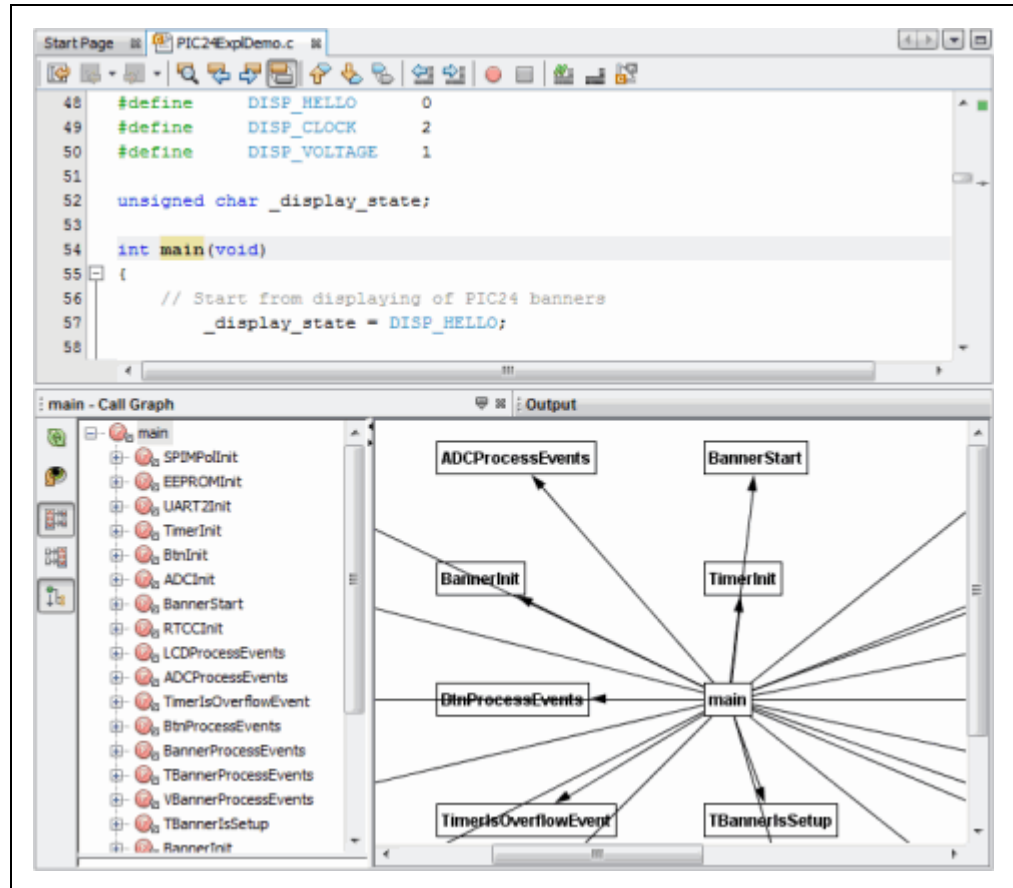 Start Page PIC24ExplDemo.c
48 #define DISP_HELLO 0
49 #define DISP_CLOCK 2
50 #define DISP_VOLTAGE 1
51
52 unsigned char _display_state;
53
54 int main(void)
55 {
56 // Start from displaying of PIC24 banners
57 _display_state = DISP_HELLO;
58
main - Call Graph Output
main
SPIMPolInit
EEPROMInit
UART2Init
TimerInit
BtnInit
ADCInit
BannerStart
RTCCInit
LCDProcessEvents
ADCProcessEvents
TimerIsOverflowEvent
BtnProcessEvents
BannerProcessEvents
TBannerProcessEvents
VBannerProcessEvents
TBannerIsSetup
BannerInit
ADCProcessEvents BannerStart
BannerInit TimerInit
BtnProcessEvents main
TimerIsOverflowEvent TBannerIsSetup